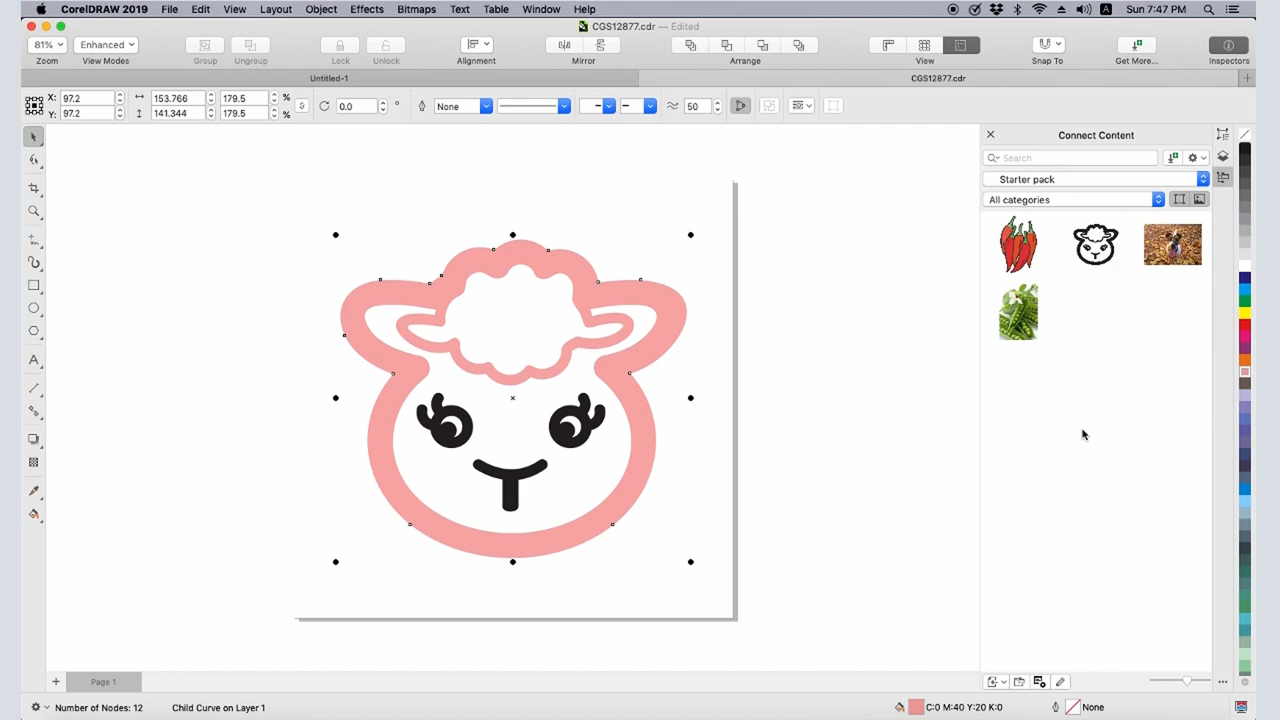 CorelDRAW 2019 File Edit View Layout Object Effects Bitmaps Text Table Window Help A Sun 7:47 PM
CGS12877.cdr — Edited
81% Enhanced
Zoom View Modes Group Ungroup Lock Unlock Alignment Mirror Arrange View Snap To Get More... Inspectors
Untitled-1 CGS12877.cdr
X: 97.2 153.766 179.5 % 0.0 ° None 50
Y: 97.2 141.344 179.5 %
Connect Content
Search
Starter pack
All categories
Page 1
Number of Nodes: 12 Child Curve on Layer 1 C:0 M:40 Y:20 K:0 None